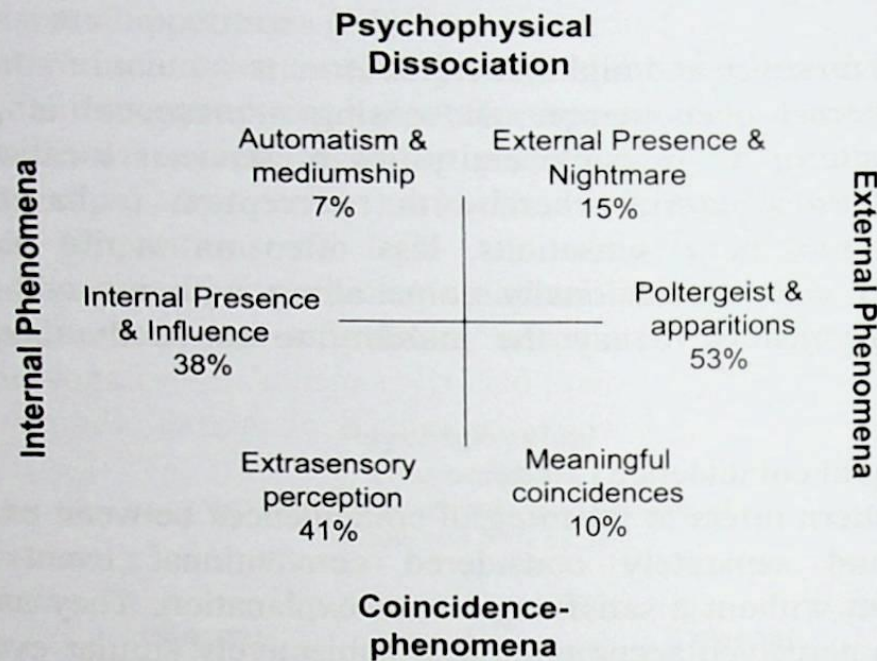 Psychophysical
Dissociation
Automatism &
mediumship
7%
External Presence &
Nightmare
15%
Internal Phenomena
External Phenomena
Internal Presence
& Influence
38%
Poltergeist &
apparitions
53%
Extrasensory
perception
41%
Meaningful
coincidences
10%
Coincidence-
phenomena